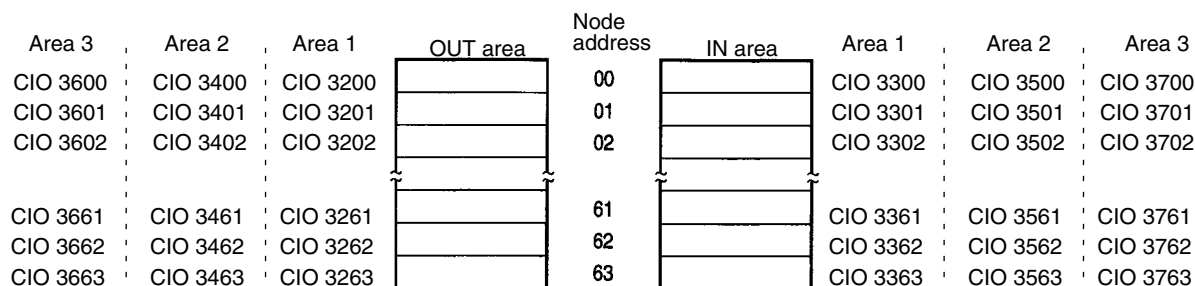 Node
Area 3 Area 2 Area 1 OUT area address IN area Area 1 Area 2 Area 3
CIO 3600 CIO 3400 CIO 3200 00 CIO 3300 CIO 3500 CIO 3700
CIO 3601 CIO 3401 CIO 3201 01 CIO 3301 CIO 3501 CIO 3701
CIO 3602 CIO 3402 CIO 3202 02 CIO 3302 CIO 3502 CIO 3702
CIO 3661 CIO 3461 CIO 3261 61 CIO 3361 CIO 3561 CIO 3761
CIO 3662 CIO 3462 CIO 3262 62 CIO 3362 CIO 3562 CIO 3762
CIO 3663 CIO 3463 CIO 3263 63 CIO 3363 CIO 3563 CIO 3763